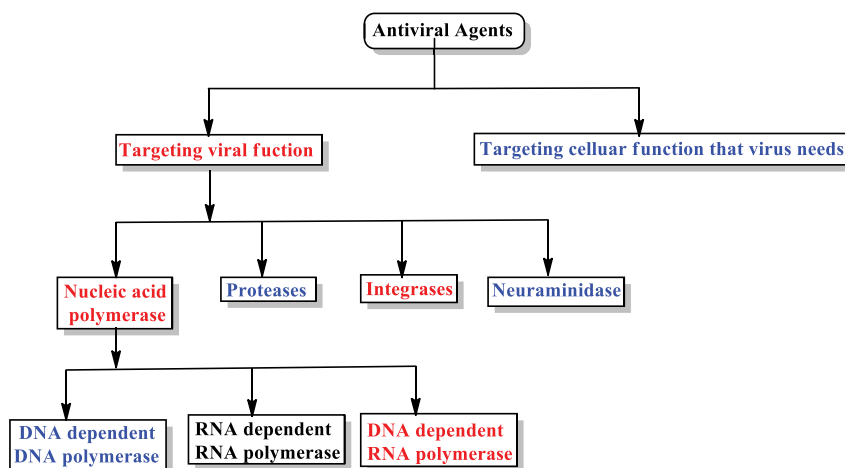 Antiviral Agents
Targeting viral fuction
Targeting celluar function that virus needs
Nucleic acid
polymerase
Proteases
Integrases
Neuraminidase
DNA dependent
DNA polymerase
RNA dependent
RNA polymerase
DNA dependent
RNA polymerase